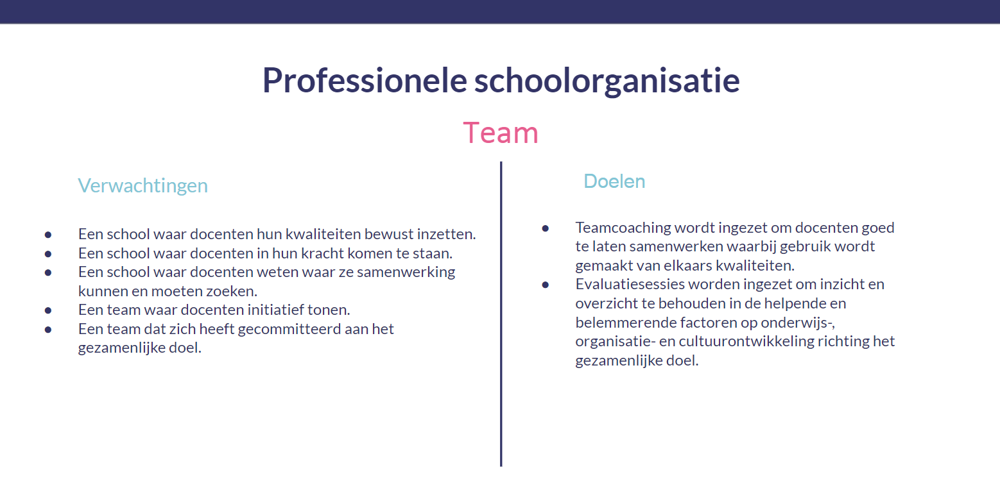 Professionele schoolorganisatie
Team
Verwachtingen
● Een school waar docenten hun kwaliteiten bewust inzetten.
● Een school waar docenten in hun kracht komen te staan.
● Een school waar docenten weten waar ze samenwerking
kunnen en moeten zoeken.
● Een team waar docenten initiatief tonen.
● Een team dat zich heeft gecommitteerd aan het
gezamenlijke doel.
Doelen
● Teamcoaching wordt ingezet om docenten goed
te laten samenwerken waarbij gebruik wordt
gemaakt van elkaars kwaliteiten.
● Evaluatiesessies worden ingezet om inzicht en
overzicht te behouden in de helpende en
belemmerende factoren op onderwijs-,
organisatie- en cultuurontwikkeling richting het
gezamenlijke doel.